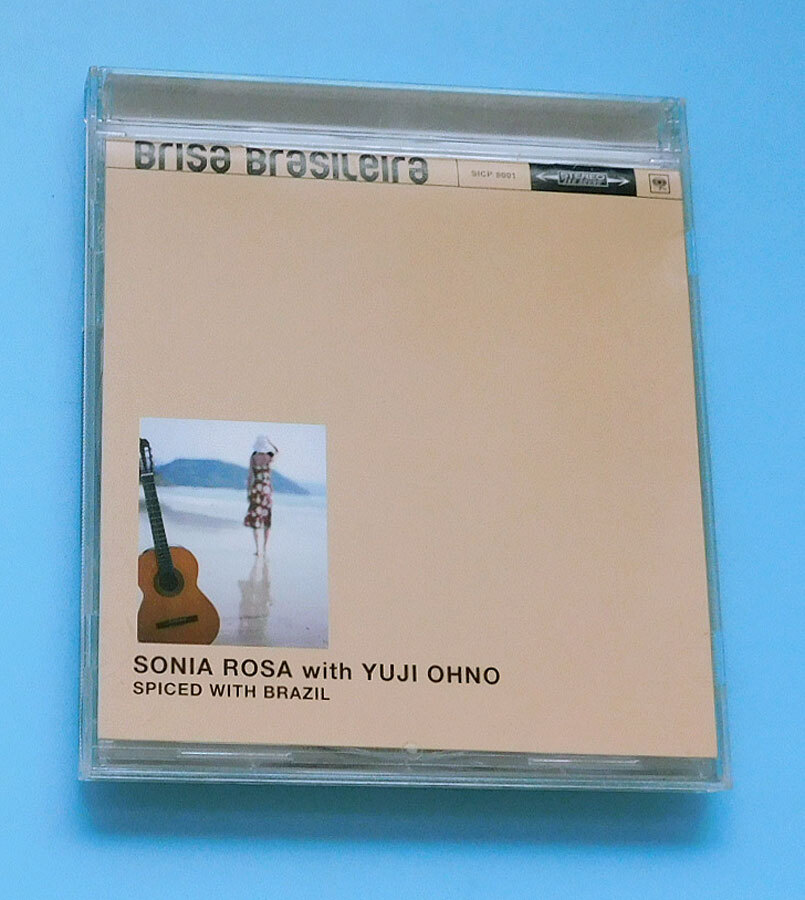 Brisa Brasileira
SICP 8001
STEREO
SONIA ROSA with YUJI OHNO
SPICED WITH BRAZIL